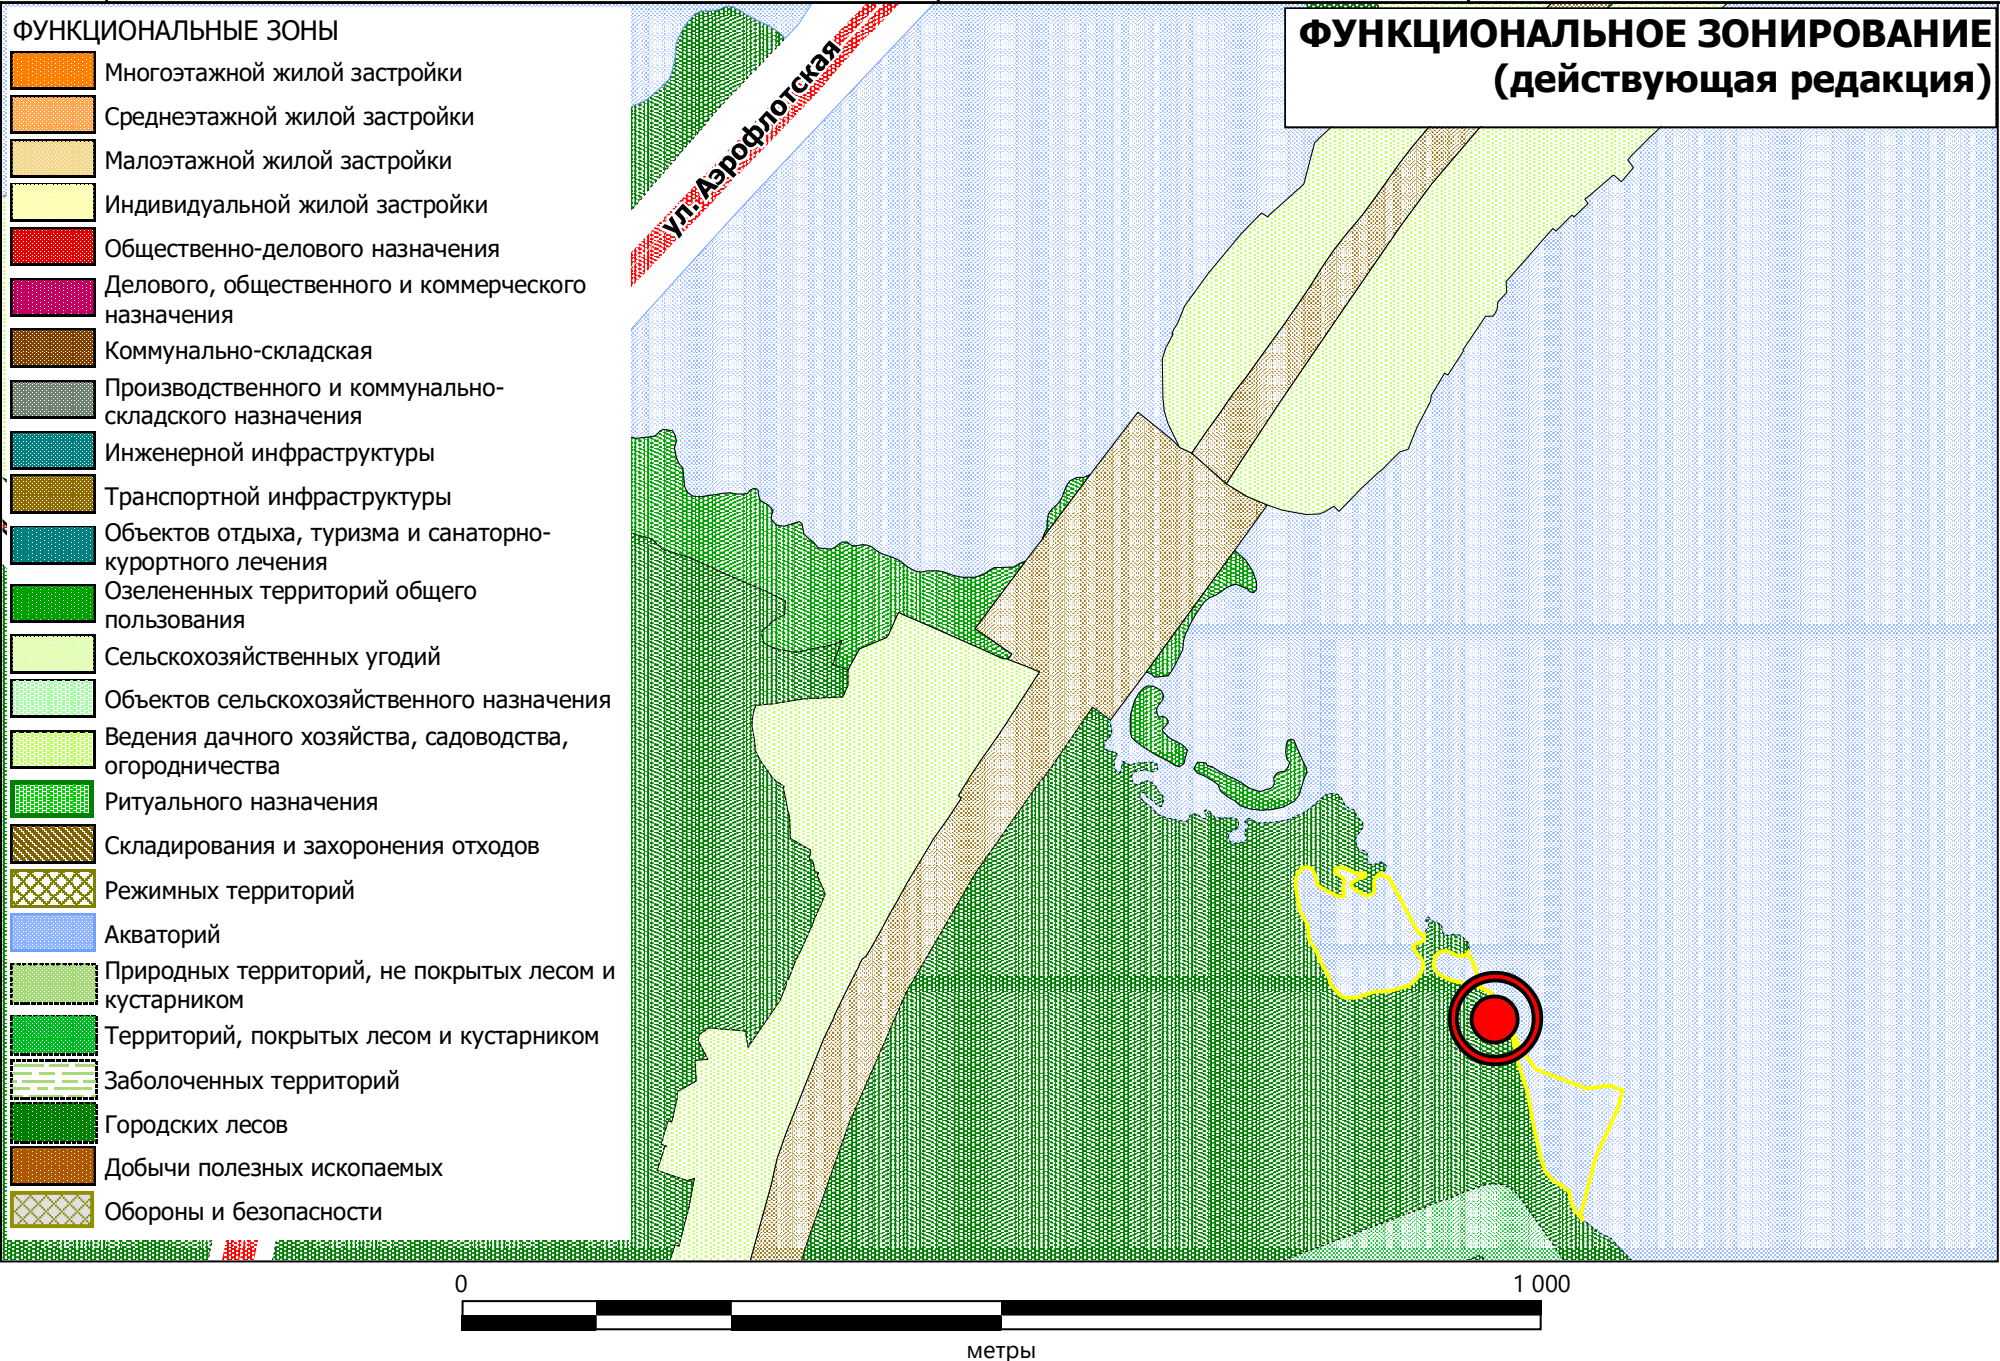 ФУНКЦИОНАЛЬНЫЕ ЗОНЫ
Многоэтажной жилой застройки
Среднеэтажной жилой застройки
Малоэтажной жилой застройки
Индивидуальной жилой застройки
Общественно-делового назначения
Делового, общественного и коммерческого
назначения
Коммунально-складская
Производственного и коммунально-
складского назначения
Инженерной инфраструктуры
Транспортной инфраструктуры
Объектов отдыха, туризма и санаторно-
курортного лечения
Озелененных территорий общего
пользования
Сельскохозяйственных угодий
Объектов сельскохозяйственного назначения
Ведения дачного хозяйства, садоводства,
огородничества
Ритуального назначения
Складирования и захоронения отходов
Режимных территорий
Акваторий
Природных территорий, не покрытых лесом и
кустарником
Территорий, покрытых лесом и кустарником
Заболоченных территорий
Городских лесов
Добычи полезных ископаемых
Обороны и безопасности
ул. Аэрофлотская
ФУНКЦИОНАЛЬНОЕ ЗОНИРОВАНИЕ
(действующая редакция)
0
1 000
метры